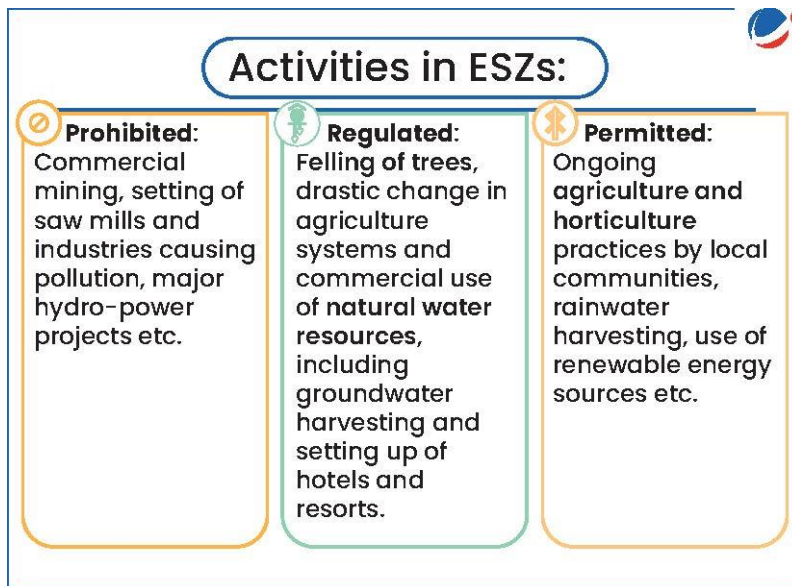 Activities in ESZs:
Prohibited:
Commercial
mining, setting of
saw mills and
industries causing
pollution, major
hydro-power
projects etc.
Regulated:
Felling of trees,
drastic change in
agriculture
systems and
commercial use
of natural water
resources,
including
groundwater
harvesting and
setting up of
hotels and
resorts.
Permitted:
Ongoing
agriculture and
horticulture
practices by local
communities,
rainwater
harvesting, use of
renewable energy
sources etc.